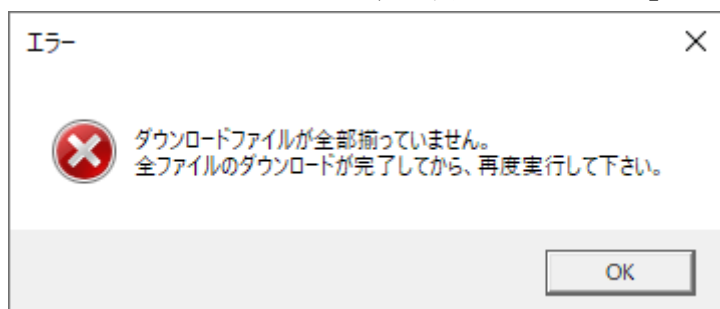 エラー
ダウンロードファイルが全部揃っていません。
全ファイルのダウンロードが完了してから、再度実行して下さい。
OK